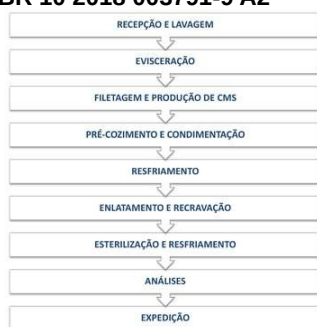 BR 10 2018 005791-9 A2
RECEPÇÃO E LAVAGEM
EVISCERAÇÃO
FILETAGEM E PRODUÇÃO DE CMS
PRÉ-COZIMENTO E CONDIMENTAÇÃO
RESFRIAMENTO
ENLATAMENTO E RECRAVAÇÃO
ESTERILIZAÇÃO E RESFRIAMENTO
ANÁLISES
EXPEDIÇÃO